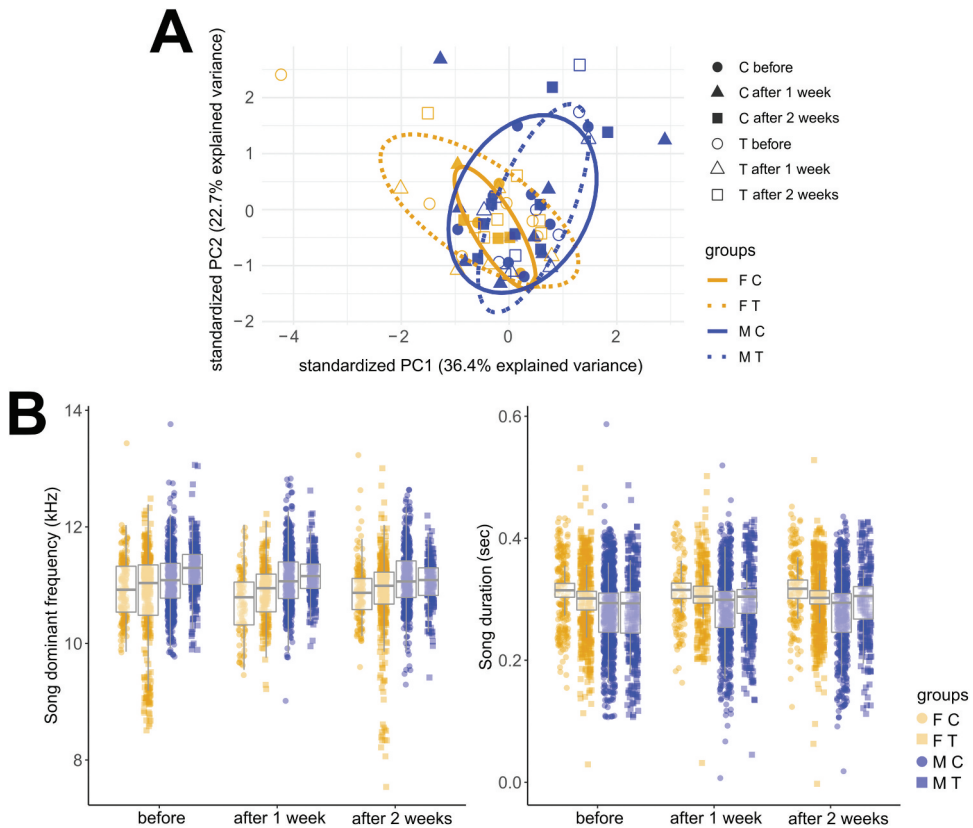 A
standardized PC2 (22.7% explained variance)
2
1
0
−1
−2
−4
−2
0
2
standardized PC1 (36.4% explained variance)
C before
C after 1 week
C after 2 weeks
T before
T after 1 week
T after 2 weeks
groups
F C
F T
M C
M T
B
Song dominant frequency (kHz)
14
12
10
8
before
after 1 week
after 2 weeks
Song duration (sec)
0.6
0.4
0.2
0.0
before
after 1 week
after 2 weeks
groups
F C
F T
M C
M T